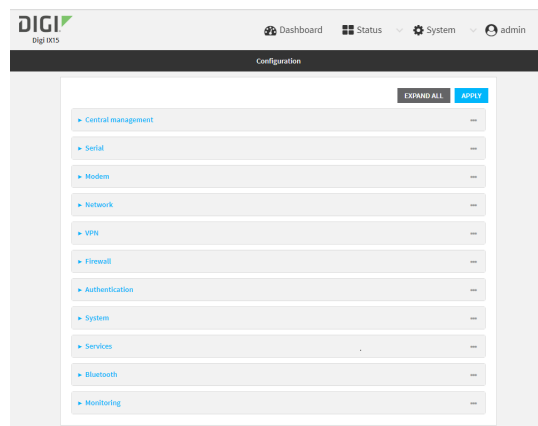 DIGI
Digi IX15
Dashboard Status System admin
Configuration
EXPAND ALL APPLY
Central management
Serial
Modem
Network
VPN
Firewall
Authentication
System
Services
Bluetooth
Monitoring